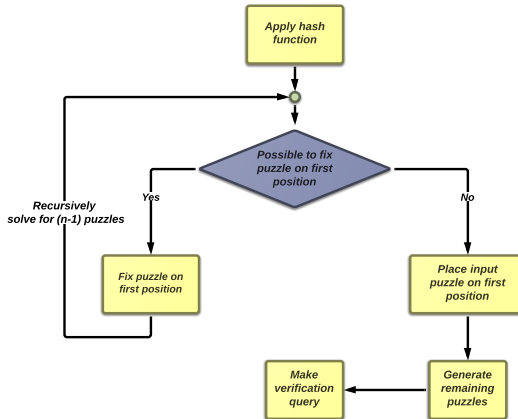 Apply hash
function
Possible to fix
puzzle on first
position
Yes
No
Recursively
solve for (n-1) puzzles
Fix puzzle on
first position
Place input
puzzle on first
position
Make
verification
query
Generate
remaining
puzzles